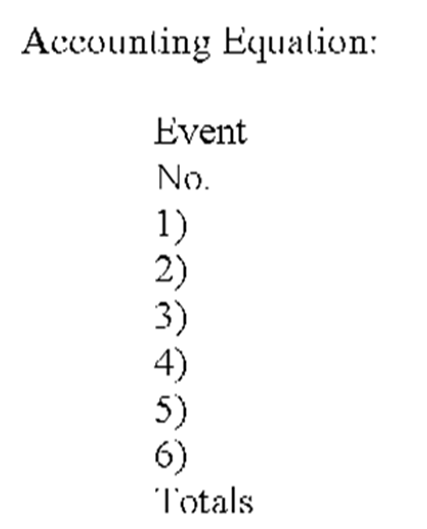 Accounting Equation:
Event
No.
1)
2)
3)
4)
5)
6)
Totals